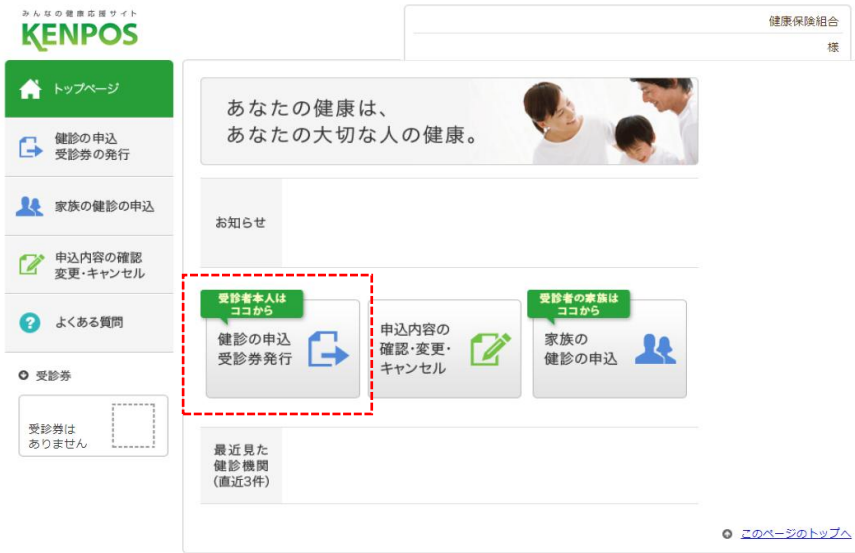 みんなの健康応援サイト
KENPOS
健康保険組合
様
トップページ
健診の申込
受診券の発行
家族の健診の申込
申込内容の確認
変更・キャンセル
よくある質問
受診券
受診券は
ありません
あなたの健康は、
あなたの大切な人の健康。
お知らせ
受診者本人は
ココから
健診の申込
受診券発行
申込内容の
確認・変更・
キャンセル
受診者の家族は
ココから
家族の
健診の申込
最近見た
健診機関
(直近3件)
このページのトップへ